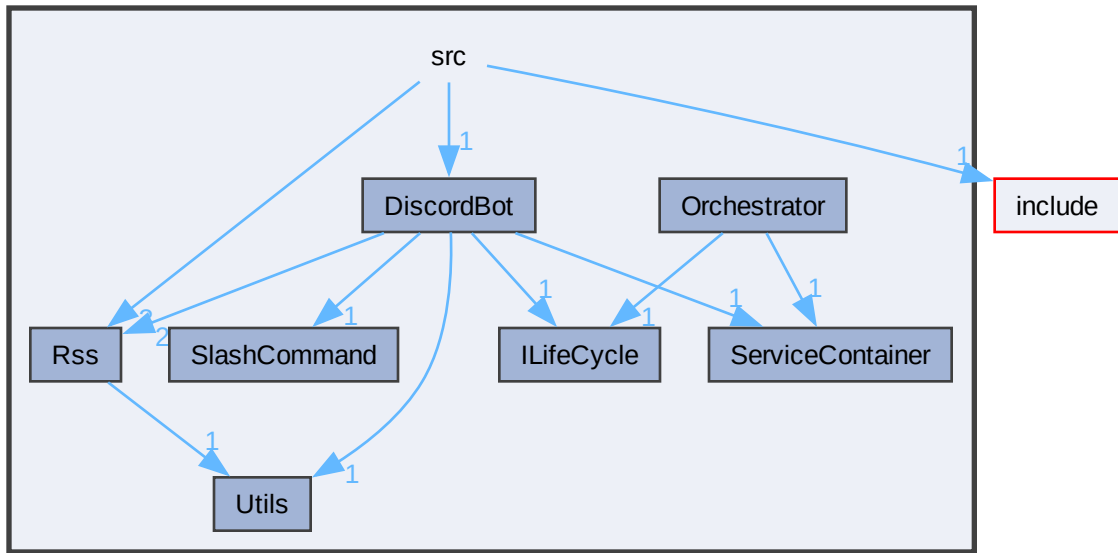 src
1
1
DiscordBot
Orchestrator
include
1
1
1
2
2
1
1
Rss
SlashCommand
ILifeCycle
ServiceContainer
1
1
Utils